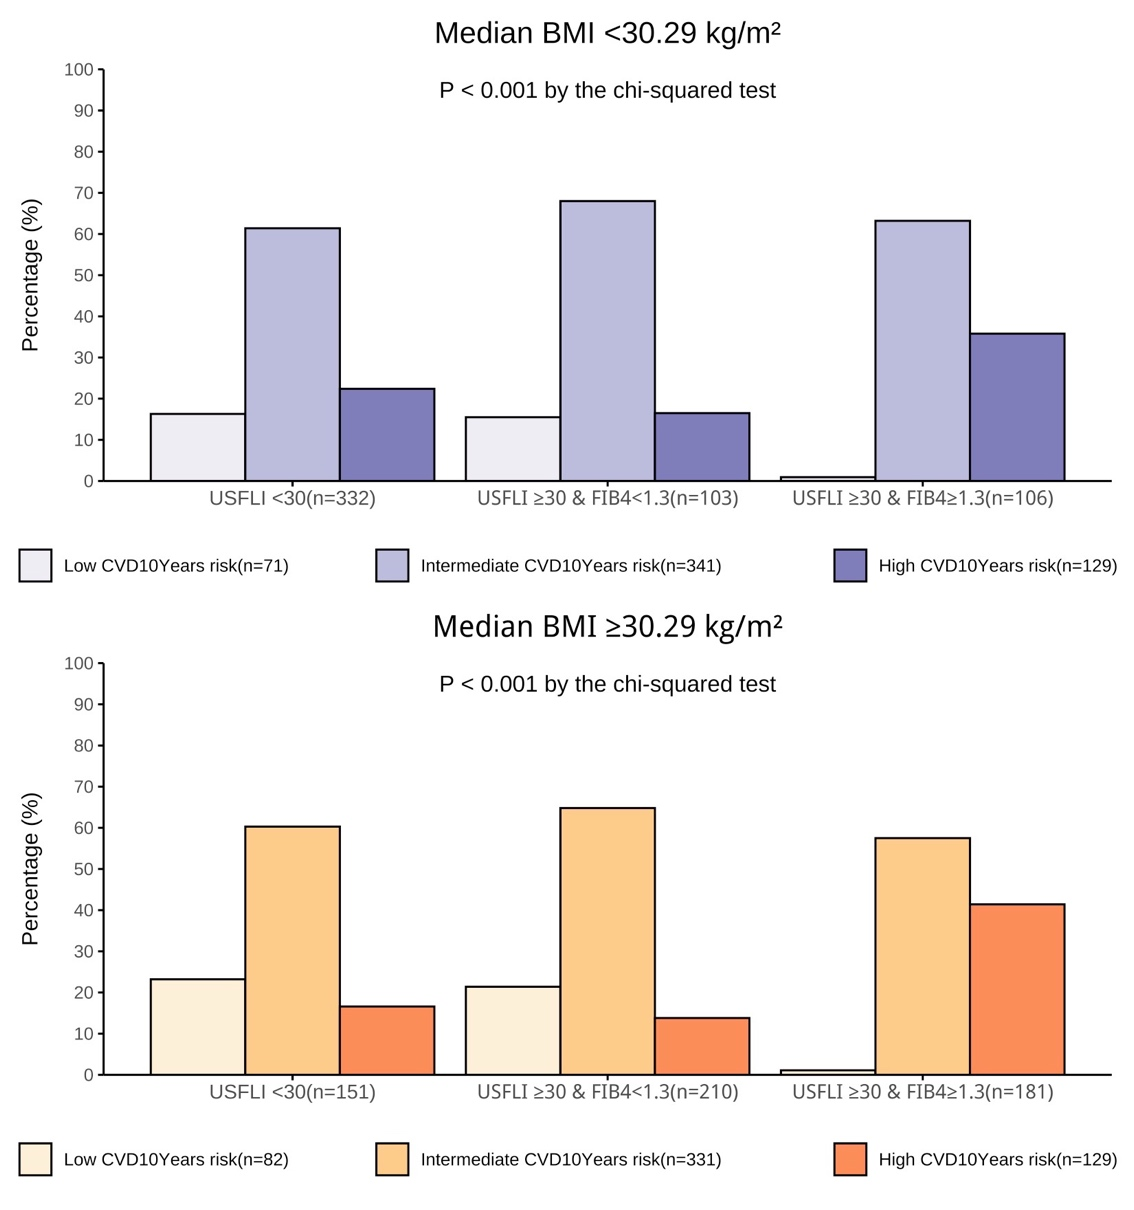 Median BMI <30.29 kg/m²
P < 0.001 by the chi-squared test
Percentage (%)
100
90
80
70
60
50
40
30
20
10
0
USFLI <30(n=332) USFLI ≥30 & FIB4<1.3(n=103) USFLI ≥30 & FIB4≥1.3(n=106)
Low CVD10Years risk(n=71) Intermediate CVD10Years risk(n=341) High CVD10Years risk(n=129)
Median BMI ≥30.29 kg/m²
P < 0.001 by the chi-squared test
Percentage (%)
100
90
80
70
60
50
40
30
20
10
0
USFLI <30(n=151) USFLI ≥30 & FIB4<1.3(n=210) USFLI ≥30 & FIB4≥1.3(n=181)
Low CVD10Years risk(n=82) Intermediate CVD10Years risk(n=331) High CVD10Years risk(n=129)